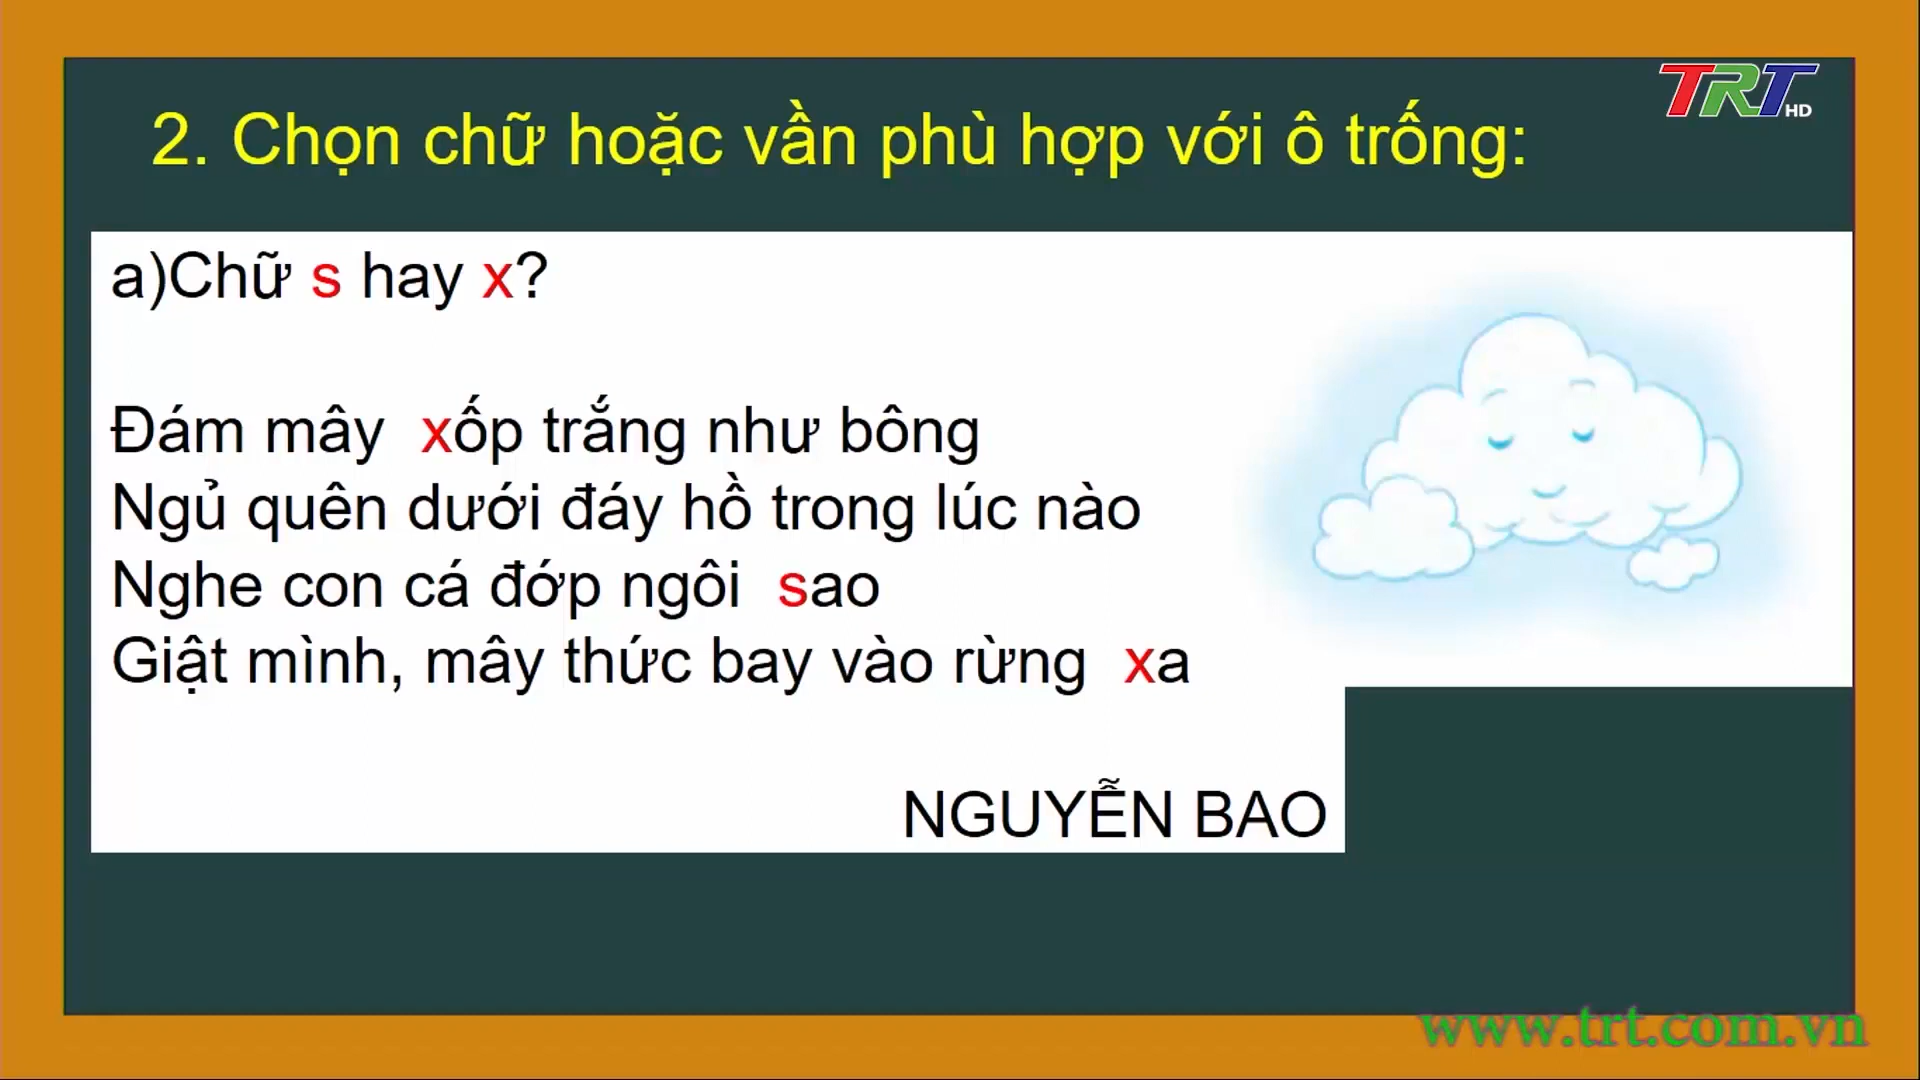 TRT HD
2. Chọn chữ hoặc vần phù hợp với ô trống:
a)Chữ s hay x?
Đám mây xốp trắng như bông
Ngủ quên dưới đáy hồ trong lúc nào
Nghe con cá đớp ngôi sao
Giật mình, mây thức bay vào rừng xa
NGUYỄN BAO
www.trt.com.vn